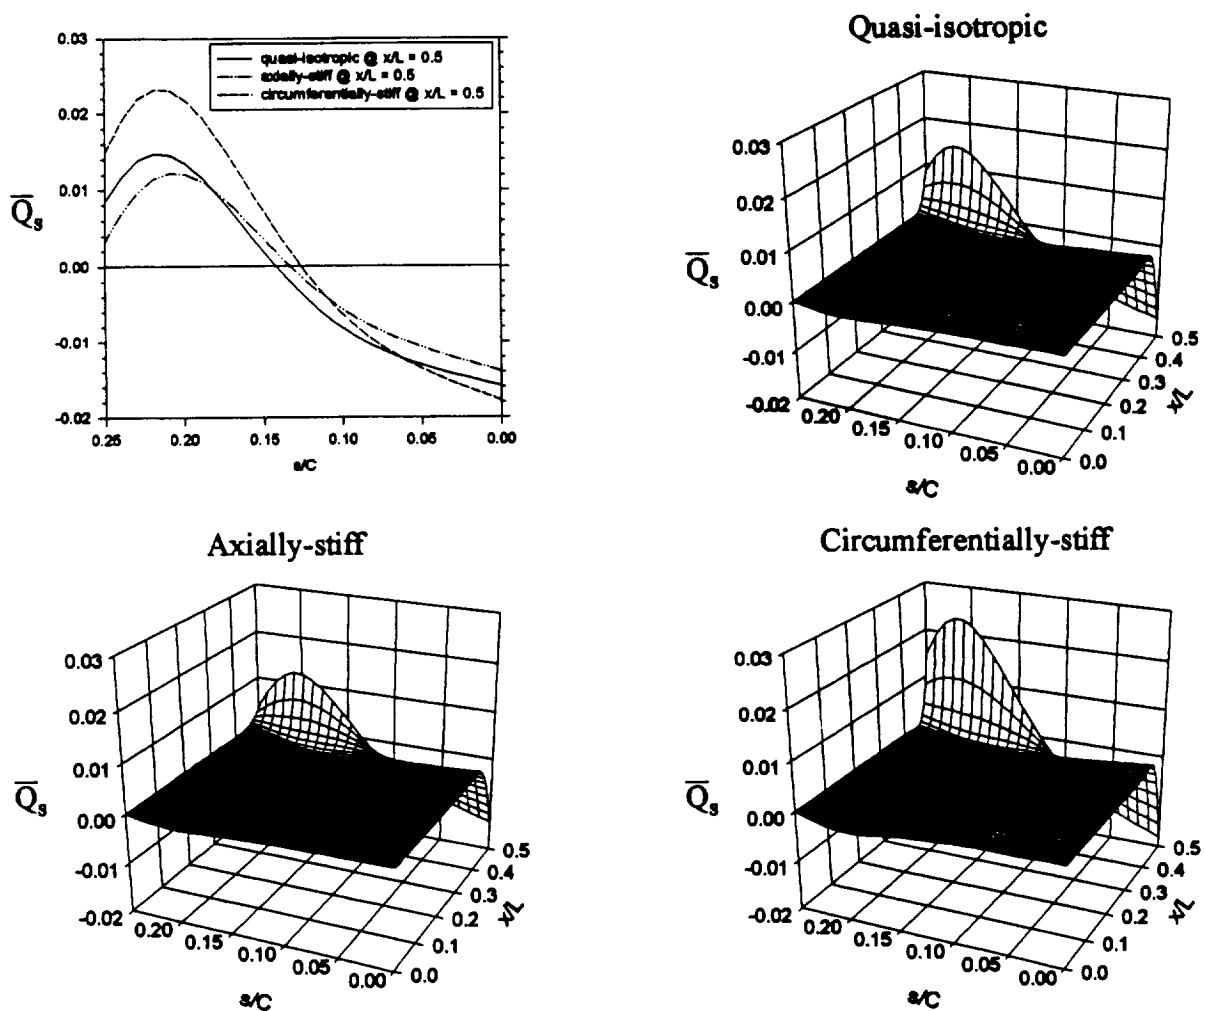 0.03
0.02
0.01
0.00
-0.01
-0.02
Q̅s
quasi-isotropic @ x/L = 0.5
axially-stiff @ x/L = 0.5
circumferentially-stiff @ x/L = 0.5
0.25 0.20 0.15 0.10 0.05 0.00
s/C
Quasi-isotropic
0.03
0.02
0.01
0.00
-0.01
-0.02
Q̅s
0.20 0.15 0.10 0.05 0.00
s/C
0.0 0.1 0.2 0.3 0.4 0.5
x/L
Axially-stiff
0.03
0.02
0.01
0.00
-0.01
-0.02
Q̅s
0.20 0.15 0.10 0.05 0.00
s/C
0.0 0.1 0.2 0.3 0.4 0.5
x/L
Circumferentially-stiff
0.03
0.02
0.01
0.00
-0.01
-0.02
Q̅s
0.20 0.15 0.10 0.05 0.00
s/C
0.0 0.1 0.2 0.3 0.4 0.5
x/L